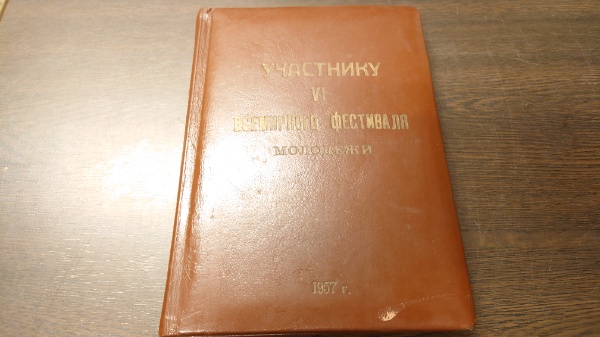 УЧАСТНИКУ
VI
ВСЕМИРНОГО ФЕСТИВАЛЯ
МОЛОДЕЖИ
1957 г.